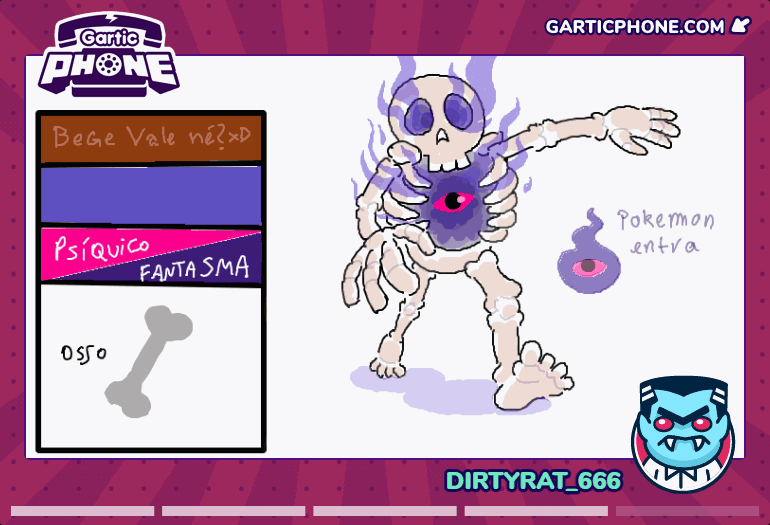 Gartic
PHONE
GARTICPHONE.COM
BeGe Vale né?xD
PSíQUico
FANTASMA
osso
Pokemon
entra
DIRTYRAT_666